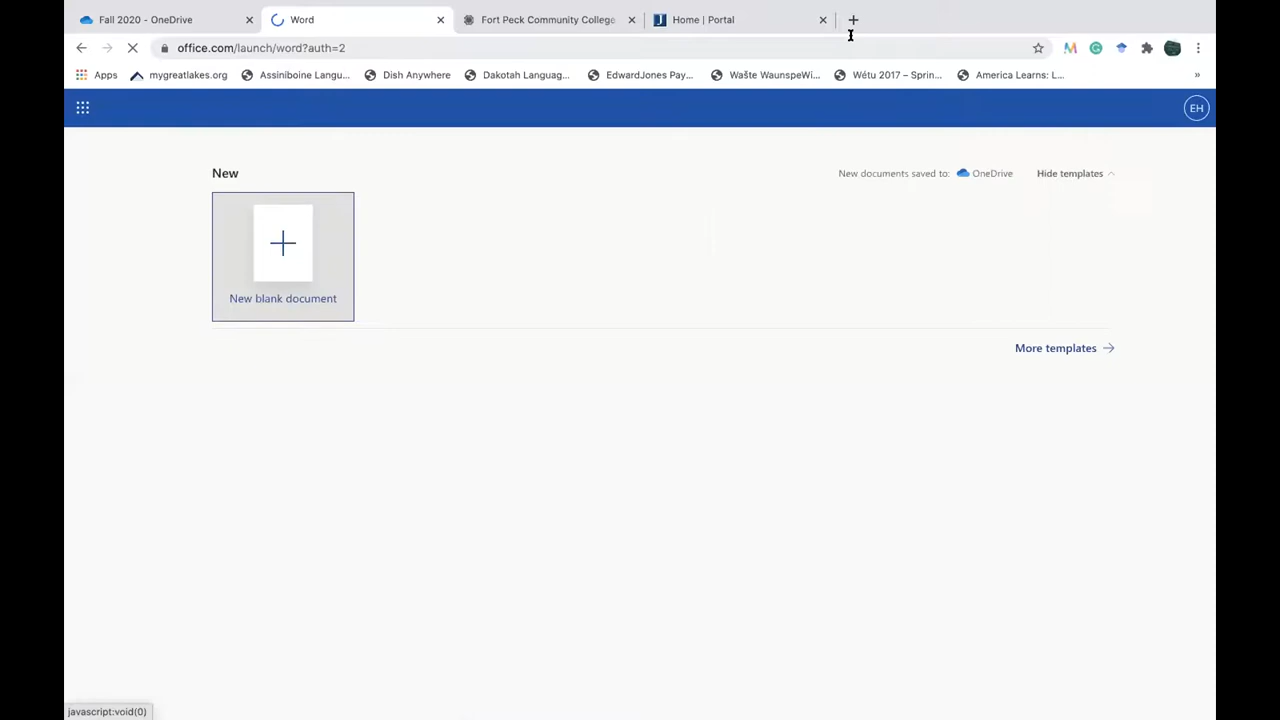 Fall 2020 - OneDrive
Word
Fort Peck Community College
Home | Portal
office.com/launch/word?auth=2
Apps
mygreatlakes.org
Assiniboine Langu...
Dish Anywhere
Dakotah Languag...
EdwardJones Pay...
Wašte WaunspeWi...
Wétu 2017 – Sprin...
America Learns: L...
»
EH
New
New documents saved to: OneDrive
Hide templates
New blank document
More templates
javascript:void(0)